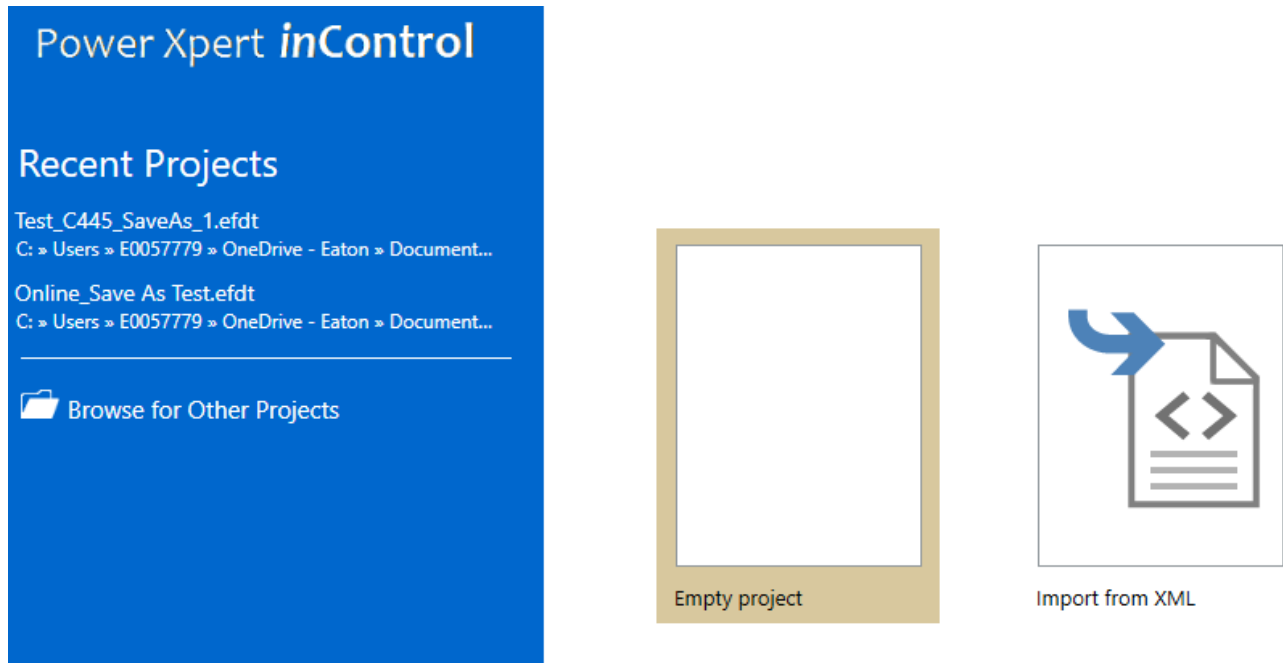 Power Xpert inControl
Recent Projects
Test_C445_SaveAs_1.efdt
C: » Users » E0057779 » OneDrive - Eaton » Document...
Online_Save As Test.efdt
C: » Users » E0057779 » OneDrive - Eaton » Document...
Browse for Other Projects
Empty project
Import from XML